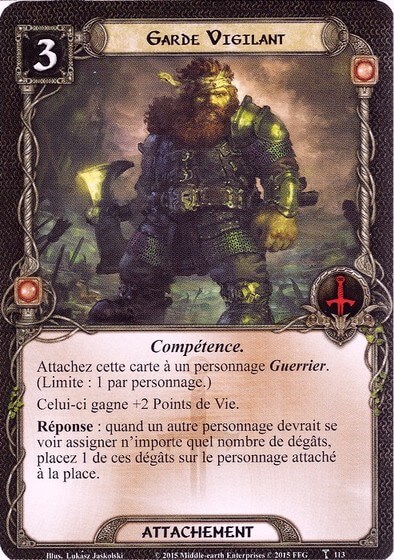 3
GARDE VIGILANT
Compétence.
Attachez cette carte à un personnage Guerrier.
(Limite : 1 par personnage.)
Celui-ci gagne +2 Points de Vie.
Réponse : quand un autre personnage devrait se
voir assigner n'importe quel nombre de dégâts,
placez 1 de ces dégâts sur le personnage attaché
à la place.
ATTACHEMENT
Illus. Lukasz Jaskolski © 2015 Middle-earth Enterprises © 2015 FFG 113